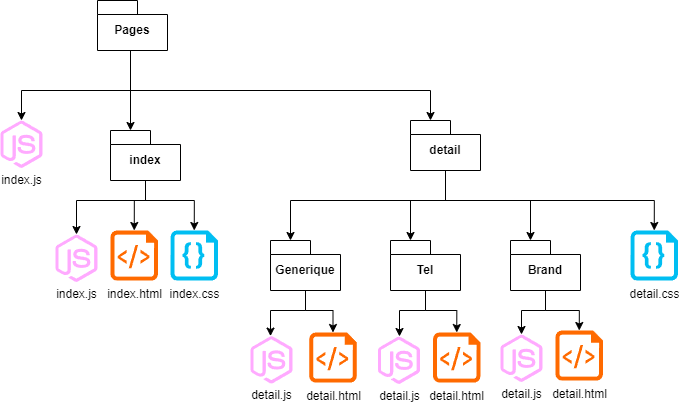 Pages
JS
index.js
index
detail
JS
</>
{}
index.js
index.html
index.css
Generique
Tel
Brand
{}
detail.css
JS
</>
JS
</>
JS
</>
detail.js
detail.html
detail.js
detail.html
detail.js
detail.html